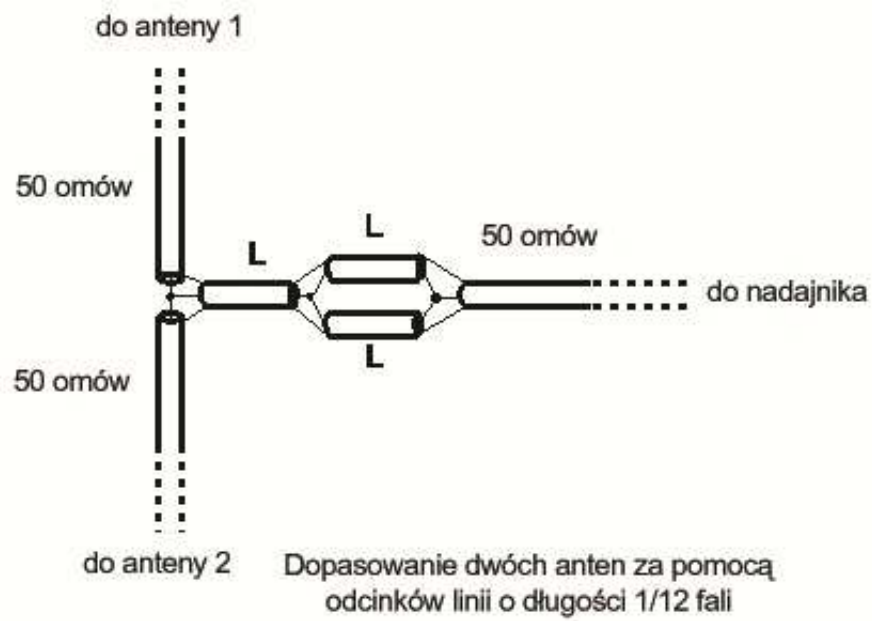 do anteny 1
50 omów
L
L
50 omów
do nadajnika
L
50 omów
do anteny 2
Dopasowanie dwóch anten za pomocą
odcinków linii o długości 1/12 fali